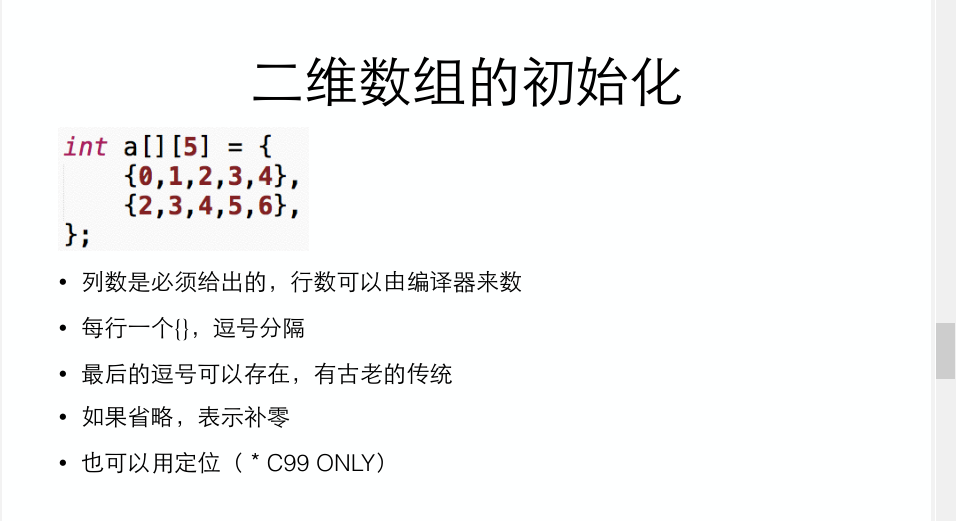 二维数组的初始化
int a[][5] = {
{0,1,2,3,4},
{2,3,4,5,6},
};
• 列数是必须给出的，行数可以由编译器来数
• 每行一个{}，逗号分隔
• 最后的逗号可以存在，有古老的传统
• 如果省略，表示补零
• 也可以用定位（ * C99 ONLY）